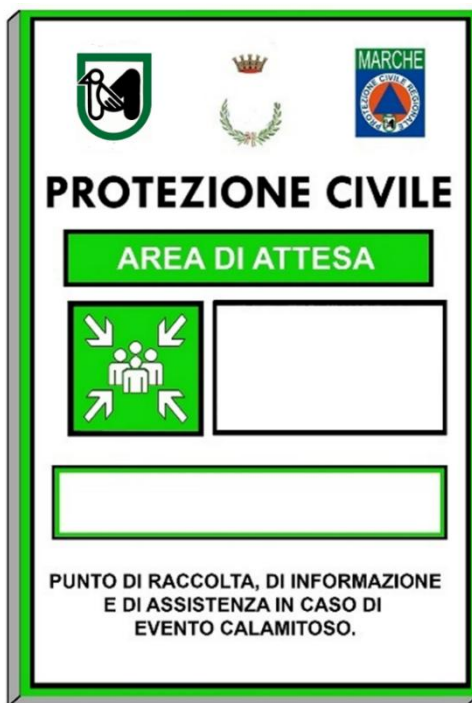 MARCHE
PROTEZIONE CIVILE REGIONALE
PROTEZIONE CIVILE
AREA DI ATTESA
PUNTO DI RACCOLTA, DI INFORMAZIONE
E DI ASSISTENZA IN CASO DI
EVENTO CALAMITOSO.